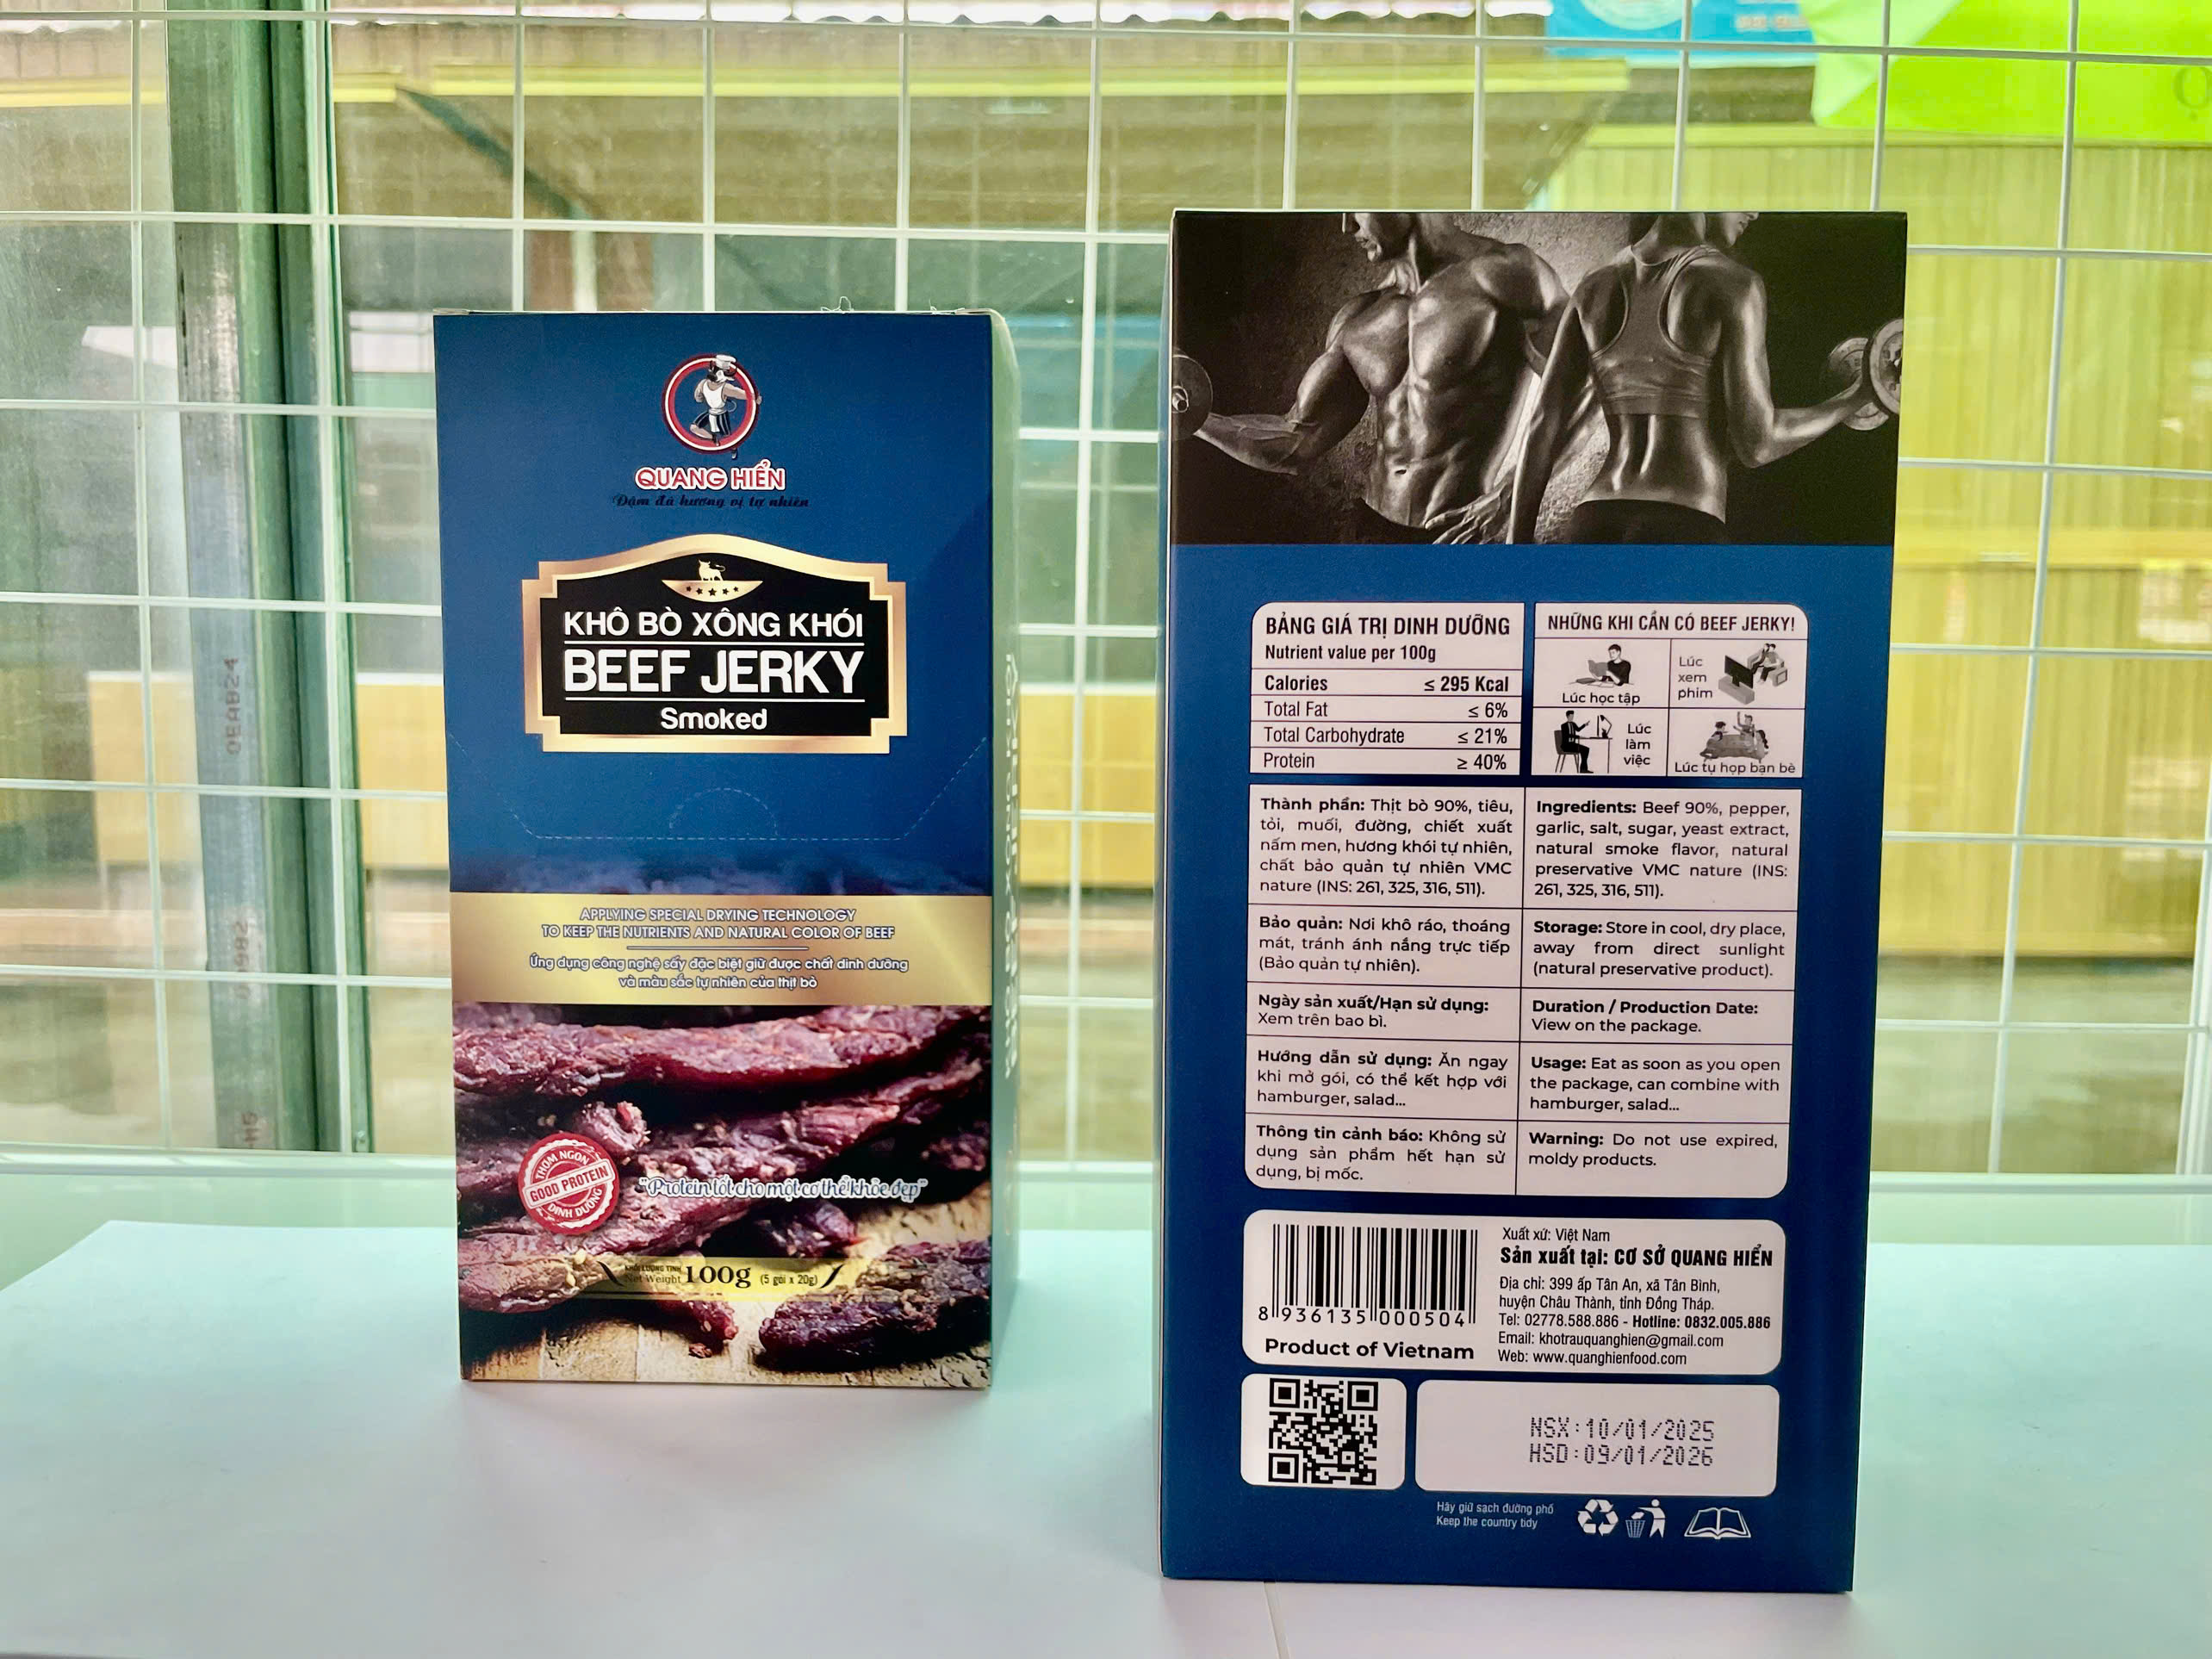 QUANG HIỂN
Đậm đà hương vị tự nhiên
KHÔ BÒ XÔNG KHÓI
BEEF JERKY
Smoked
APPLYING SPECIAL DRYING TECHNOLOGY
TO KEEP THE NUTRIENTS AND NATURAL COLOR OF BEEF
Ứng dụng công nghệ sấy đặc biệt giữ được chất dinh dưỡng
và màu sắc tự nhiên của thịt bò
THƠM NGON
GOOD PROTEIN
DINH DƯỠNG
"Protein tốt cho một cơ thể khỏe đẹp"
KHỐI LƯỢNG TỊNH
Net Weight 100g (5 gói x 20g)
BẢNG GIÁ TRỊ DINH DƯỠNG
Nutrient value per 100g
Calories ≤ 295 Kcal
Total Fat ≤ 6%
Total Carbohydrate ≤ 21%
Protein ≥ 40%
NHỮNG KHI CẦN CÓ BEEF JERKY!
Lúc học tập
Lúc
xem
phim
Lúc
làm
việc
Lúc tụ họp bạn bè
Thành phần: Thịt bò 90%, tiêu,
tỏi, muối, đường, chiết xuất
nấm men, hương khói tự nhiên,
chất bảo quản tự nhiên VMC
nature (INS: 261, 325, 316, 511).
Ingredients: Beef 90%, pepper,
garlic, salt, sugar, yeast extract,
natural smoke flavor, natural
preservative VMC nature (INS:
261, 325, 316, 511).
Bảo quản: Nơi khô ráo, thoáng
mát, tránh ánh nắng trực tiếp
(Bảo quản tự nhiên).
Storage: Store in cool, dry place,
away from direct sunlight
(natural preservative product).
Ngày sản xuất/Hạn sử dụng:
Xem trên bao bì.
Duration / Production Date:
View on the package.
Hướng dẫn sử dụng: Ăn ngay
khi mở gói, có thể kết hợp với
hamburger, salad...
Usage: Eat as soon as you open
the package, can combine with
hamburger, salad...
Thông tin cảnh báo: Không sử
dụng sản phẩm hết hạn sử
dụng, bị mốc.
Warning: Do not use expired,
moldy products.
8 936135 000504
Product of Vietnam
Xuất xứ: Việt Nam
Sản xuất tại: CƠ SỞ QUANG HIỂN
Địa chỉ: 399 ấp Tân An, xã Tân Bình,
huyện Châu Thành, tỉnh Đồng Tháp.
Tel: 02778.588.886 - Hotline: 0832.005.886
Email: khotrauquanghien@gmail.com
Web: www.quanghienfood.com
NSX:10/01/2025
HSD:09/01/2026
Hãy giữ sạch đường phố
Keep the country tidy